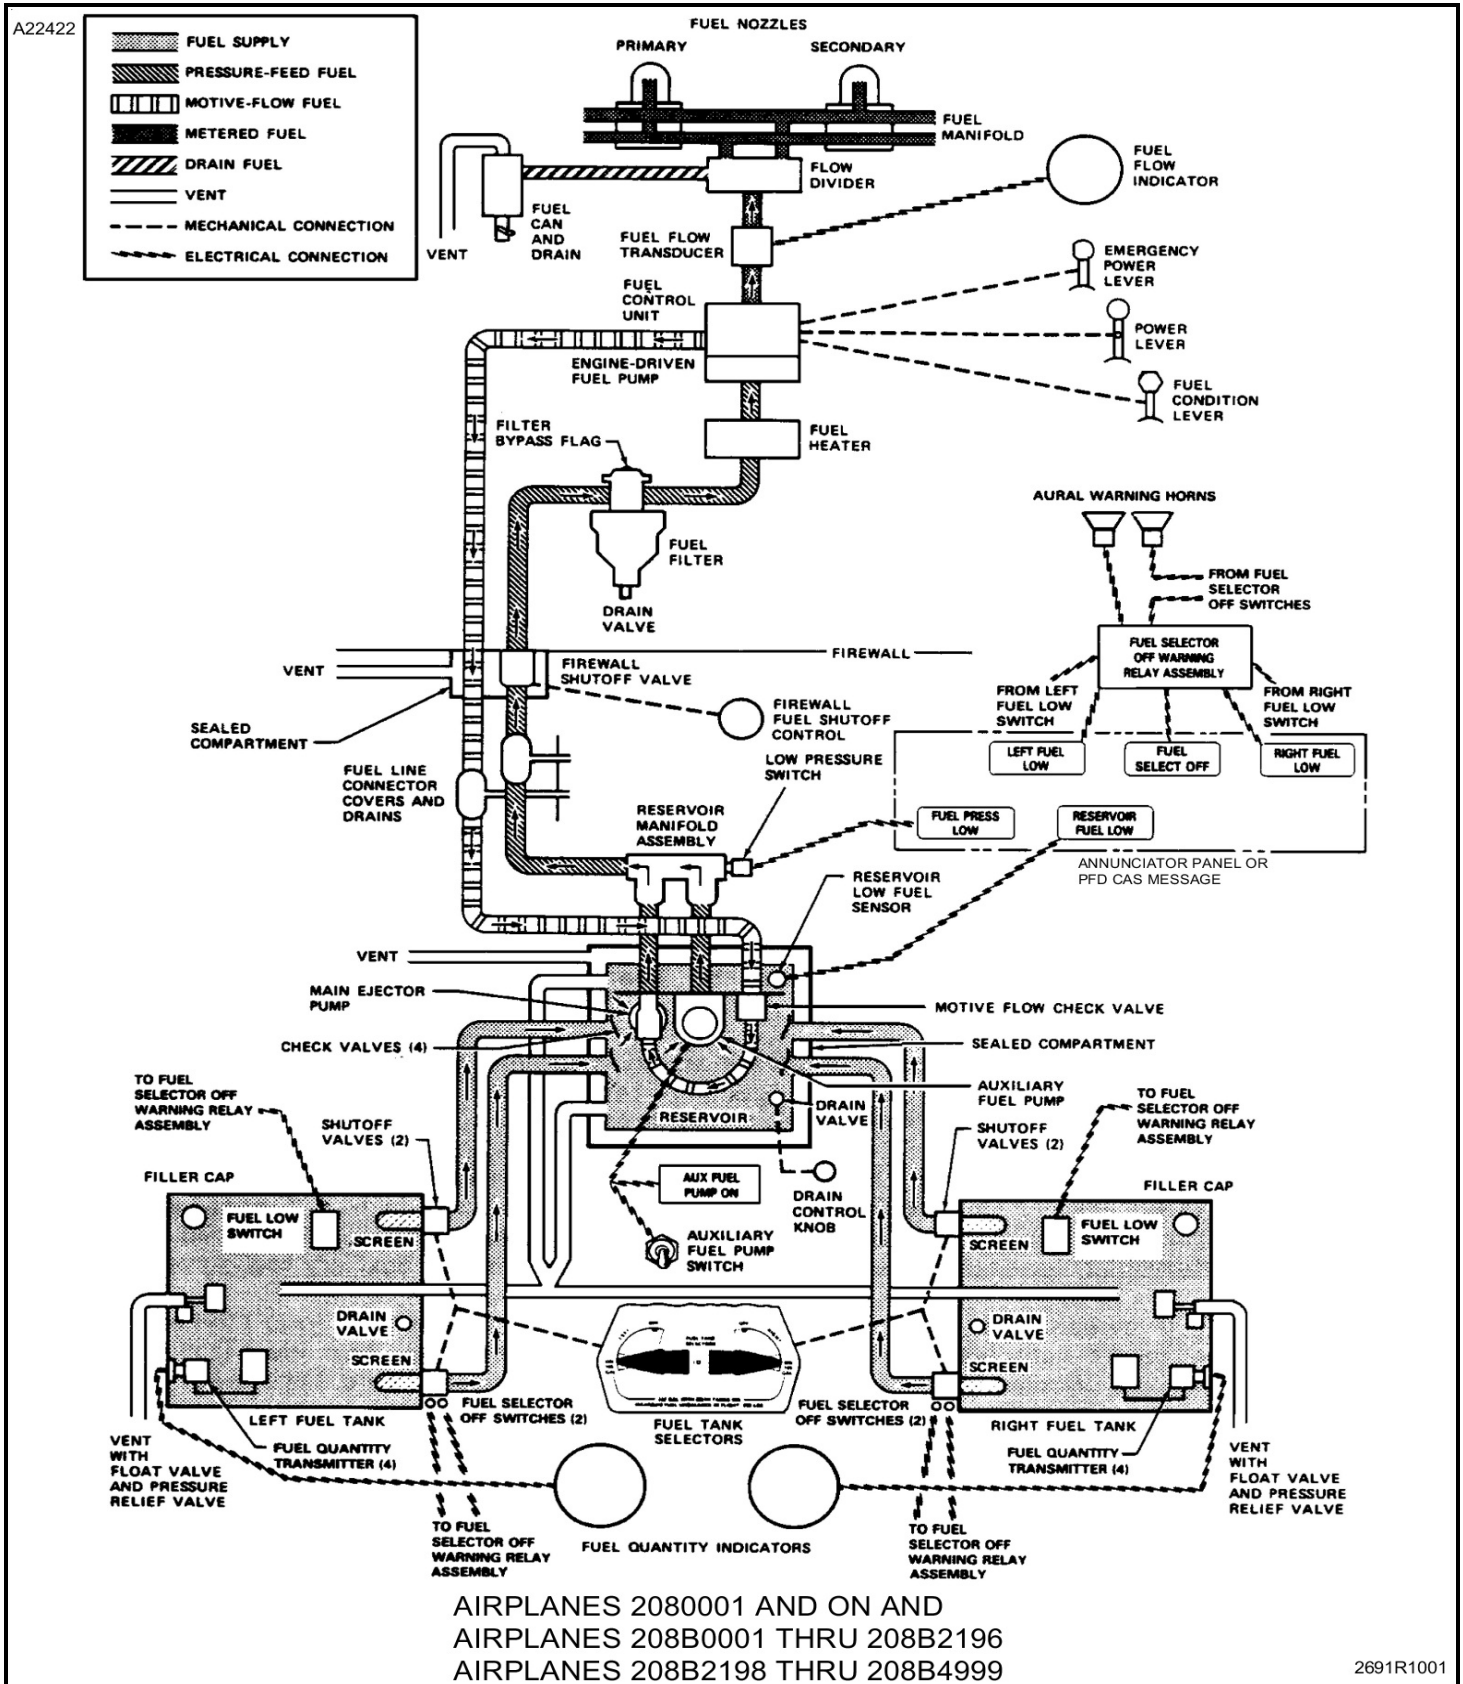 A22422
FUEL SUPPLY
PRESSURE-FEED FUEL
MOTIVE-FLOW FUEL
METERED FUEL
DRAIN FUEL
VENT
MECHANICAL CONNECTION
ELECTRICAL CONNECTION
FUEL NOZZLES
PRIMARY
SECONDARY
FUEL
MANIFOLD
FLOW
DIVIDER
FUEL
FLOW
INDICATOR
FUEL
CAN
AND
DRAIN
VENT
FUEL FLOW
TRANSDUCER
EMERGENCY
POWER
LEVER
FUEL
CONTROL
UNIT
POWER
LEVER
ENGINE-DRIVEN
FUEL PUMP
FUEL
CONDITION
LEVER
FILTER
BYPASS FLAG
FUEL
HEATER
AURAL WARNING HORNS
FUEL
FILTER
FROM FUEL
SELECTOR
OFF SWITCHES
DRAIN
VALVE
FUEL SELECTOR
OFF WARNING
RELAY ASSEMBLY
FIREWALL
VENT
FIREWALL
SHUTOFF VALVE
FROM LEFT
FUEL LOW
SWITCH
FROM RIGHT
FUEL LOW
SWITCH
FIREWALL
FUEL SHUTOFF
CONTROL
SEALED
COMPARTMENT
LEFT FUEL
LOW
FUEL
SELECT OFF
RIGHT FUEL
LOW
LOW PRESSURE
SWITCH
FUEL LINE
CONNECTOR
COVERS AND
DRAINS
RESERVOIR
MANIFOLD
ASSEMBLY
FUEL PRESS
LOW
RESERVOIR
FUEL LOW
ANNUNCIATOR PANEL OR
PFD CAS MESSAGE
RESERVOIR
LOW FUEL
SENSOR
VENT
MAIN EJECTOR
PUMP
MOTIVE FLOW CHECK VALVE
CHECK VALVES (4)
SEALED COMPARTMENT
TO FUEL
SELECTOR OFF
WARNING RELAY
ASSEMBLY
AUXILIARY
FUEL PUMP
TO FUEL
SELECTOR OFF
WARNING RELAY
ASSEMBLY
RESERVOIR
DRAIN
VALVE
SHUTOFF
VALVES (2)
SHUTOFF
VALVES (2)
FILLER CAP
AUX FUEL
PUMP ON
DRAIN
CONTROL
KNOB
FILLER CAP
FUEL LOW
SWITCH
SCREEN
AUXILIARY
FUEL PUMP
SWITCH
SCREEN
FUEL LOW
SWITCH
DRAIN
VALVE
DRAIN
VALVE
SCREEN
SCREEN
LEFT FUEL TANK
FUEL SELECTOR
OFF SWITCHES (2)
FUEL TANK
SELECTORS
FUEL SELECTOR
OFF SWITCHES (2)
RIGHT FUEL TANK
VENT
WITH
FLOAT VALVE
AND PRESSURE
RELIEF VALVE
FUEL QUANTITY
TRANSMITTER (4)
FUEL QUANTITY
TRANSMITTER (4)
VENT
WITH
FLOAT VALVE
AND PRESSURE
RELIEF VALVE
TO FUEL
SELECTOR OFF
WARNING RELAY
ASSEMBLY
FUEL QUANTITY INDICATORS
TO FUEL
SELECTOR OFF
WARNING RELAY
ASSEMBLY
AIRPLANES 2080001 AND ON AND
AIRPLANES 208B0001 THRU 208B2196
AIRPLANES 208B2198 THRU 208B4999
2691R1001